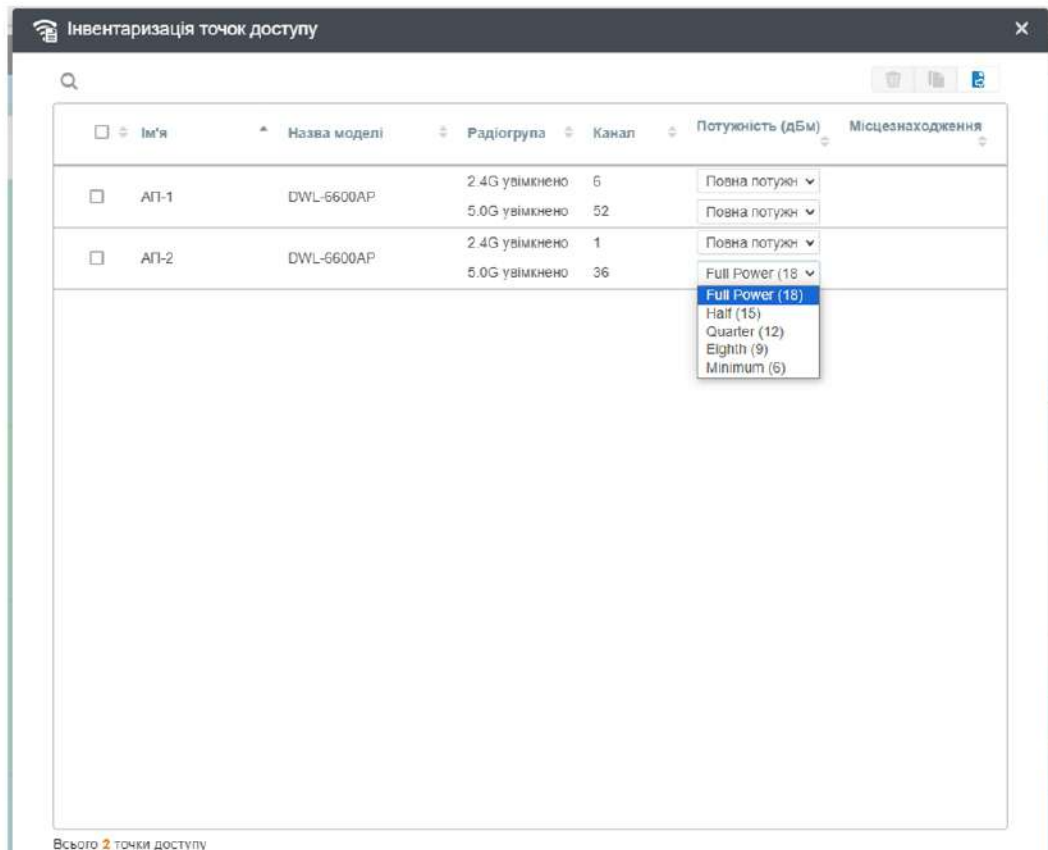 Інвентаризація точок доступу
Ім'я Назва моделі Радіогрупа Канал Потужність (дБм) Місцезнаходження
2.4G увімкнено 6 Повна потужн
АП-1 DWL-6600AP
5.0G увімкнено 52 Повна потужн
2.4G увімкнено 1 Повна потужн
АП-2 DWL-6600AP
5.0G увімкнено 36 Full Power (18
Full Power (18)
Half (15)
Quarter (12)
Eighth (9)
Minimum (6)
Всього 2 точки доступу